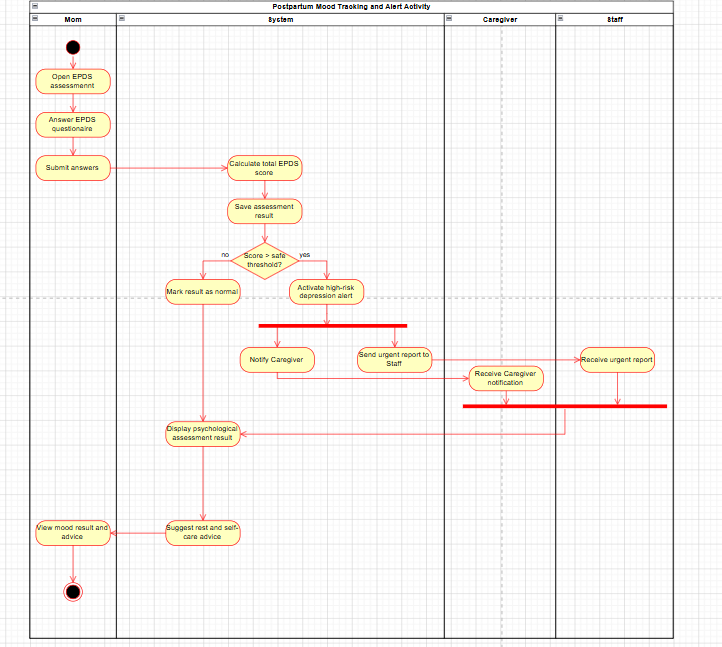 Postpartum Mood Tracking and Alert Activity
Mom
System
Caregiver
Staff
Open EPDS
assessmennt
Answer EPDS
questionaire
Submit answers
Calculate total EPDS
score
Save assessment
result
no
Score > safe
threshold?
yes
Mark result as normal
Activate high-risk
depression alert
Notify Caregiver
Send urgent report to
Staff
Receive urgent report
Receive Caregiver
notification
Display psychological
assessment result
View mood result and
advice
Suggest rest and self-
care advice